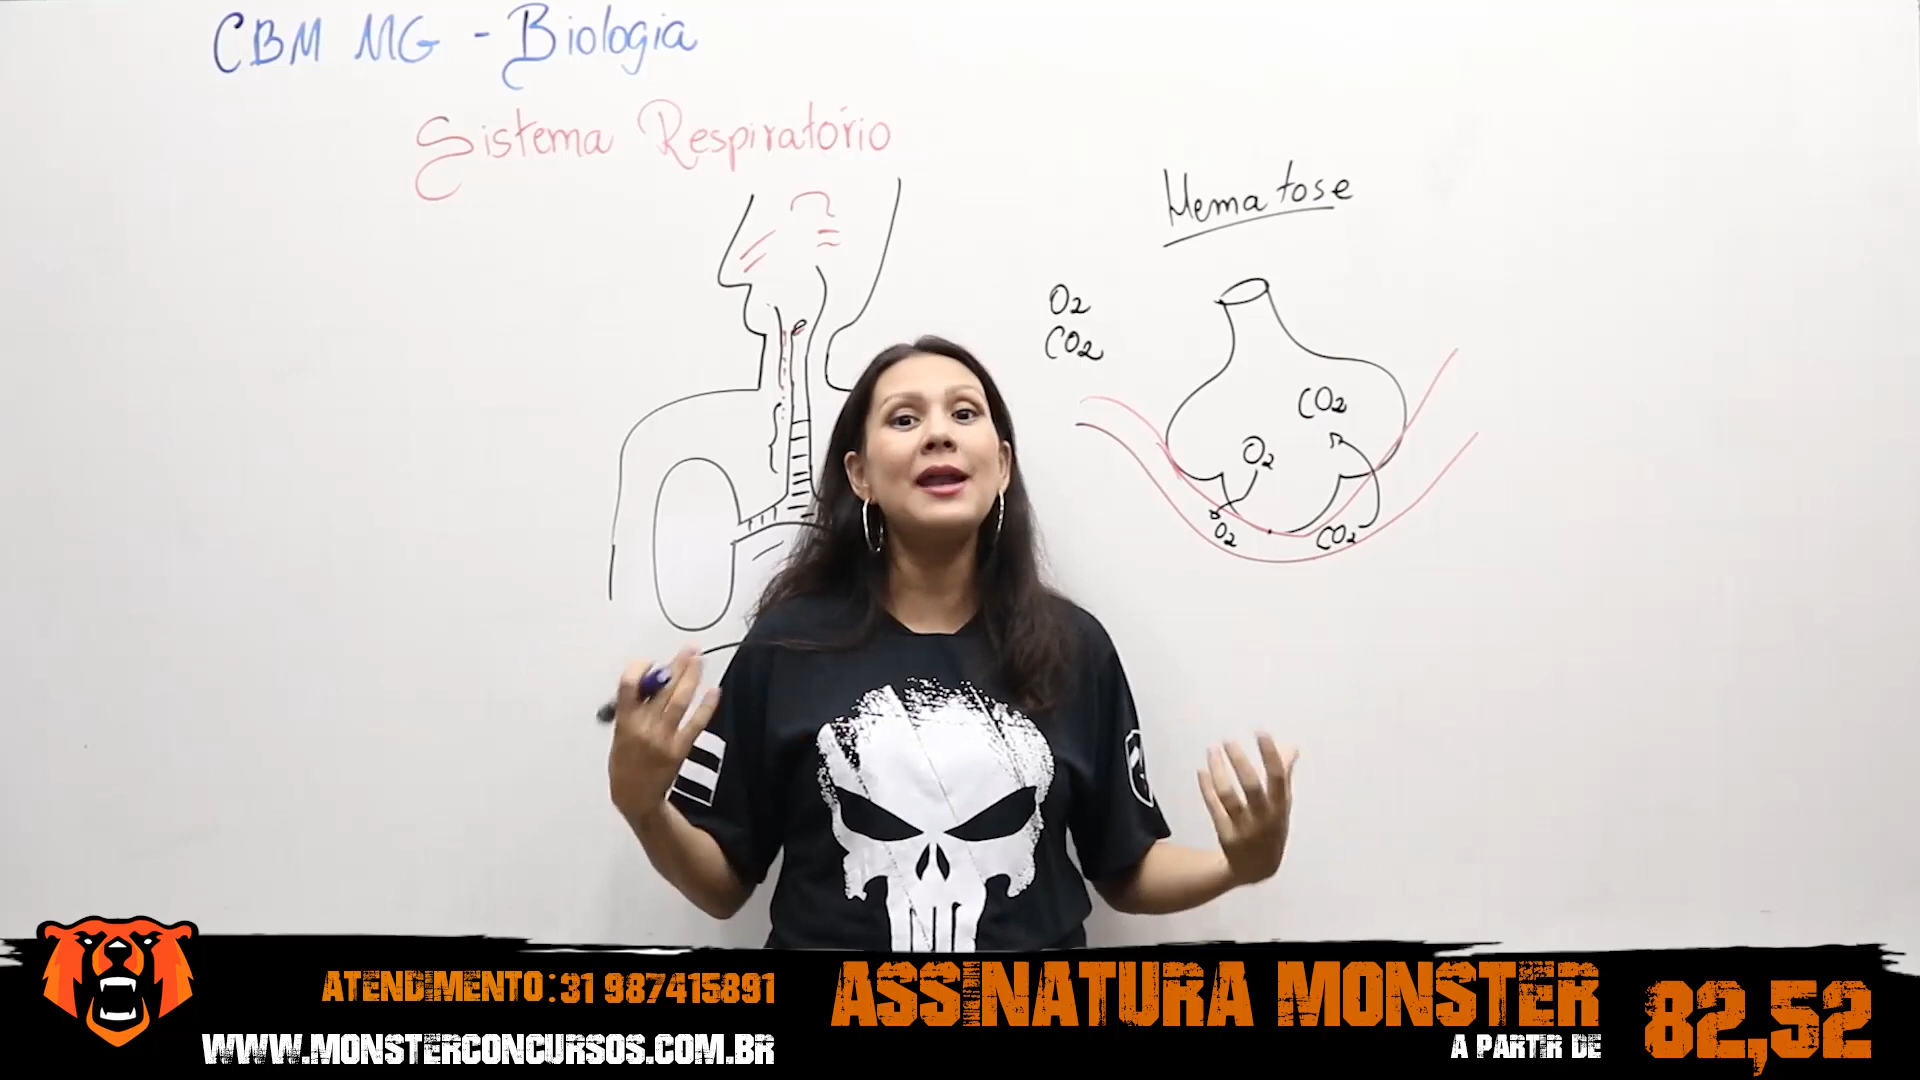 CBM MG - Biologia
Sistema Respiratório
Hematose
O2
CO2
CO2
O2
O2
CO2
ATENDIMENTO: 31 987415891
WWW.MONSTERCONCURSOS.COM.BR
ASSINATURA MONSTER
A PARTIR DE
82,52